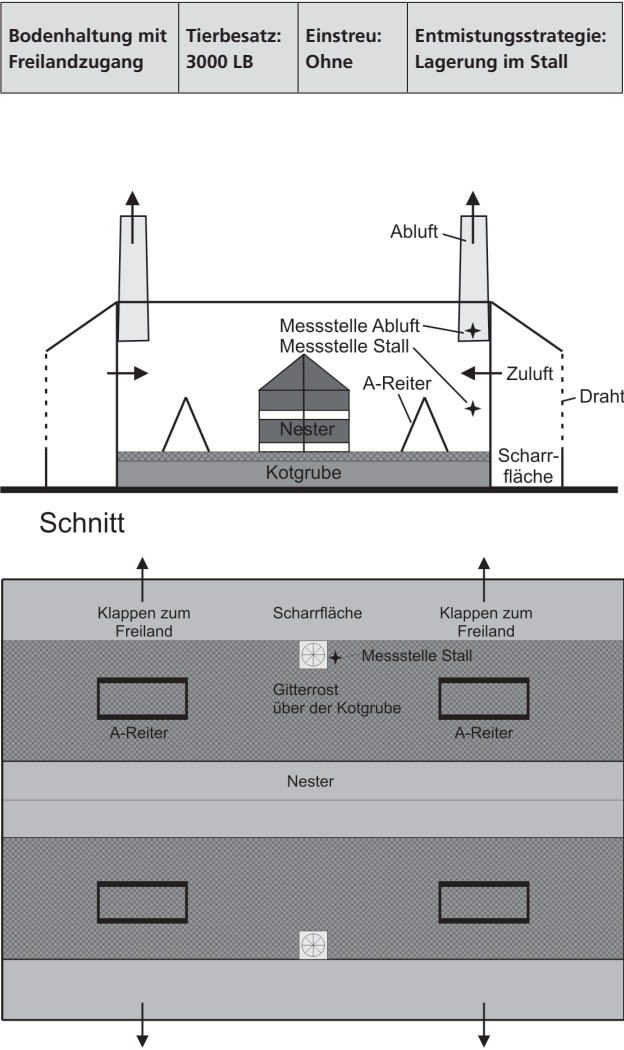 Bodenhaltung mit
Freilandzugang
Tierbesatz:
3000 LB
Einstreu:
Ohne
Entmistungsstrategie:
Lagerung im Stall
Abluft
Messstelle Abluft
Messstelle Stall
A-Reiter
Zuluft
Draht
Nester
Kotgrube
Scharr-
fläche
Schnitt
Klappen zum
Freiland
Scharrfläche
Klappen zum
Freiland
Messstelle Stall
Gitterrost
über der Kotgrube
A-Reiter
A-Reiter
Nester